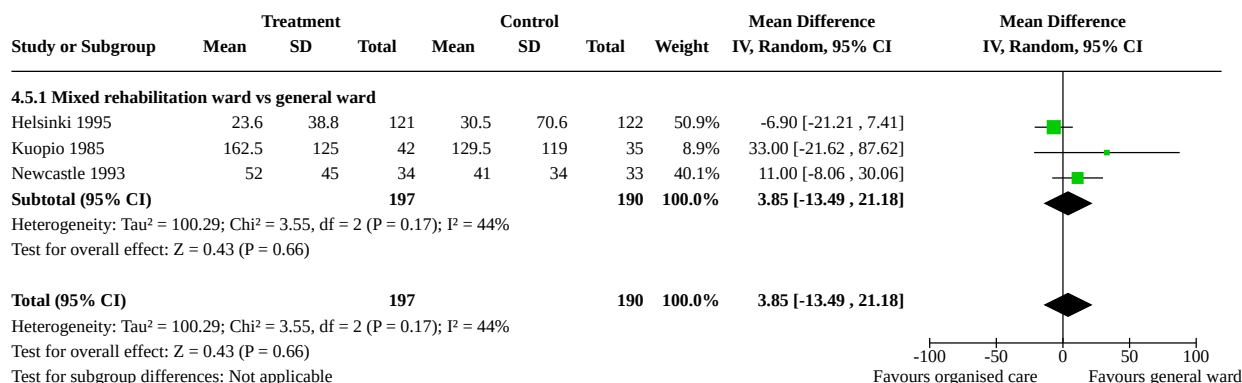 Treatment Control Mean Difference Mean Difference
Study or Subgroup Mean SD Total Mean SD Total Weight IV, Random, 95% CI IV, Random, 95% CI
4.5.1 Mixed rehabilitation ward vs general ward
Helsinki 1995 23.6 38.8 121 30.5 70.6 122 50.9% -6.90 [-21.21 , 7.41]
Kuopio 1985 162.5 125 42 129.5 119 35 8.9% 33.00 [-21.62 , 87.62]
Newcastle 1993 52 45 34 41 34 33 40.1% 11.00 [-8.06 , 30.06]
Subtotal (95% CI) 197 190 100.0% 3.85 [-13.49 , 21.18]
Heterogeneity: Tau² = 100.29; Chi² = 3.55, df = 2 (P = 0.17); I² = 44%
Test for overall effect: Z = 0.43 (P = 0.66)
Total (95% CI) 197 190 100.0% 3.85 [-13.49 , 21.18]
Heterogeneity: Tau² = 100.29; Chi² = 3.55, df = 2 (P = 0.17); I² = 44%
Test for overall effect: Z = 0.43 (P = 0.66)
-100 -50 0 50 100
Test for subgroup differences: Not applicable Favours organised care Favours general ward